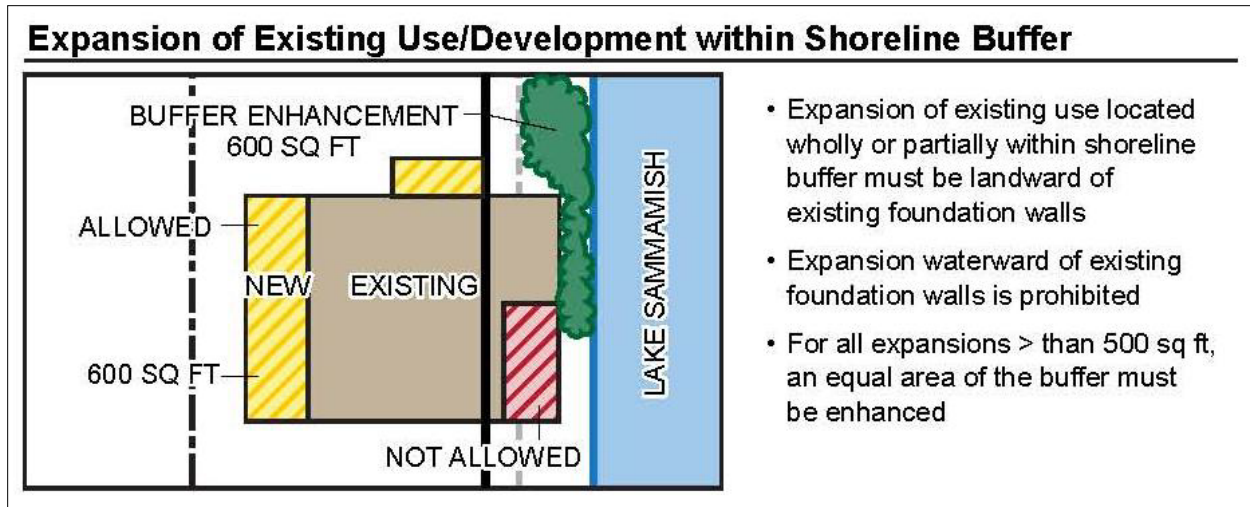 Expansion of Existing Use/Development within Shoreline Buffer
BUFFER ENHANCEMENT
600 SQ FT
ALLOWED
NEW
EXISTING
600 SQ FT
NOT ALLOWED
LAKE SAMMAMISH
• Expansion of existing use located
wholly or partially within shoreline
buffer must be landward of
existing foundation walls
• Expansion waterward of existing
foundation walls is prohibited
• For all expansions > than 500 sq ft,
an equal area of the buffer must
be enhanced